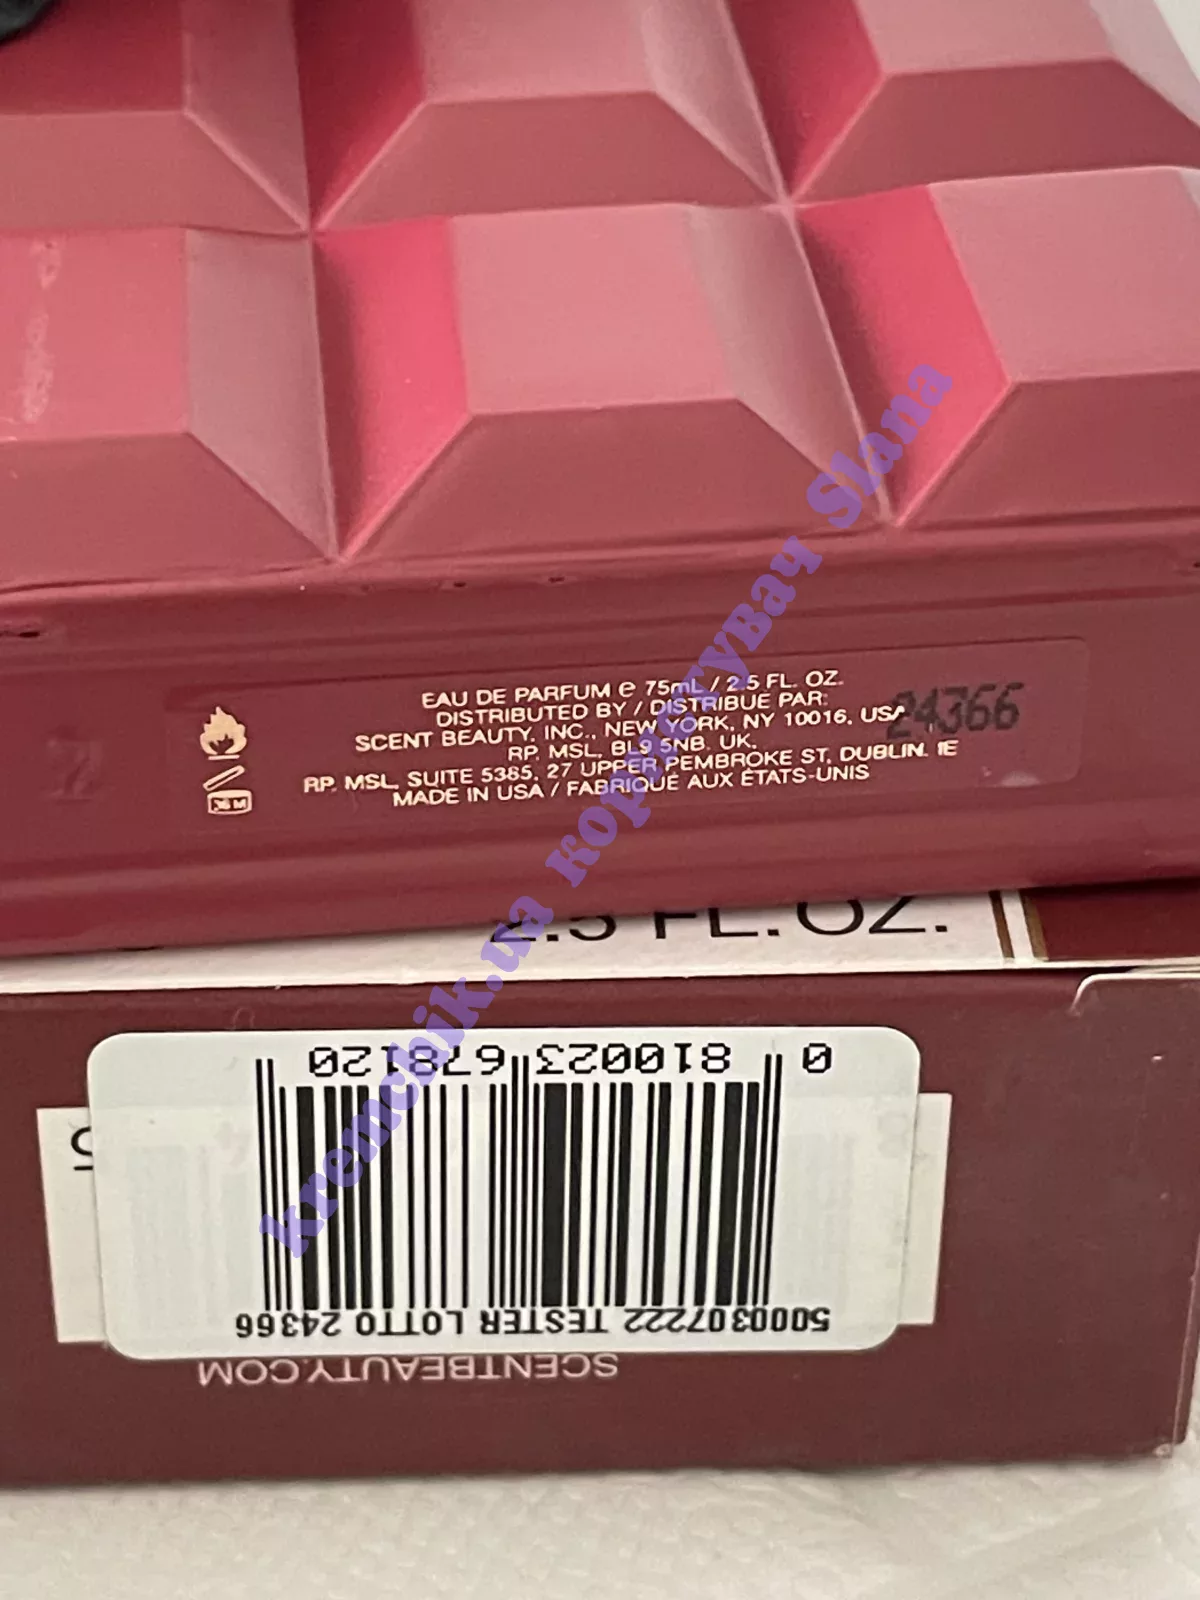 EAU DE PARFUM e 75mL / 2.5 FL. OZ.
DISTRIBUTED BY / DISTRIBUÉ PAR:
SCENT BEAUTY, INC., NEW YORK, NY 10016, USA
RP. MSL, BL9 5NB. UK.
RP. MSL, SUITE 5385, 27 UPPER PEMBROKE ST, DUBLIN. IE
MADE IN USA / FABRIQUÉ AUX ÉTATS-UNIS
24366
2.5 FL. OZ.
0 810023 678120
5000307222 TESTER LOTTO 24366
SCENTBEAUTY.COM
kremchik.ua користувач Slana